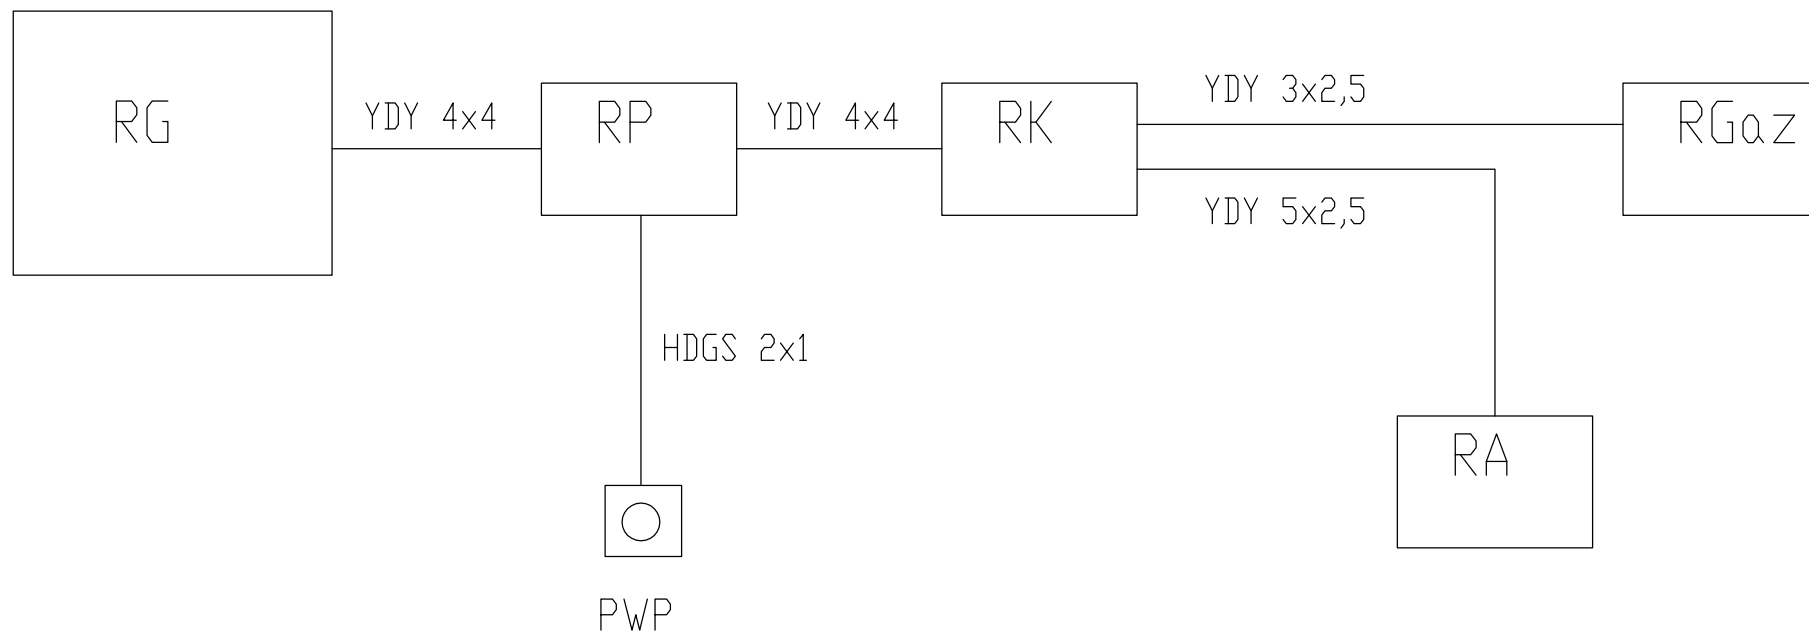 RG
YDY 4x4
RP
YDY 4x4
RK
YDY 3x2,5
RGaz
YDY 5x2,5
HDGS 2x1
RA
PWP